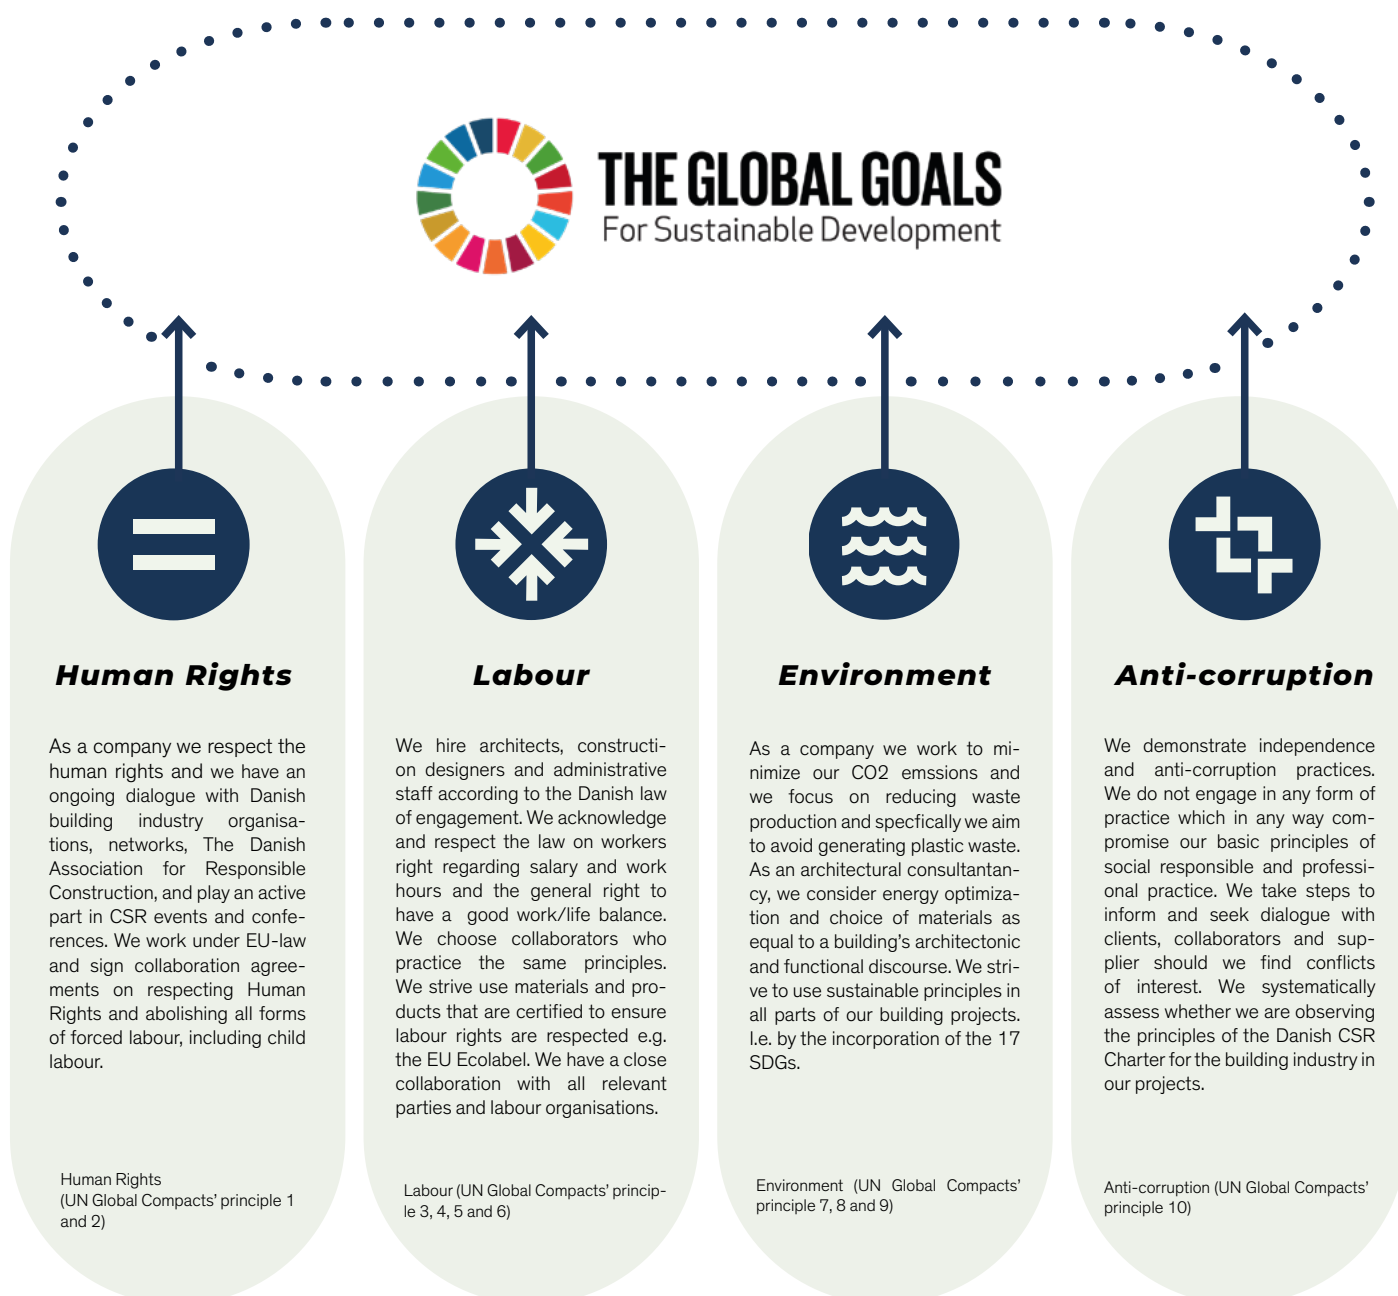 THE GLOBAL GOALS
For Sustainable Development
Human Rights
As a company we respect the
human rights and we have an
ongoing dialogue with Danish
building industry organisa-
tions, networks, The Danish
Association for Responsible
Construction, and play an active
part in CSR events and confe-
rences. We work under EU-law
and sign collaboration agree-
ments on respecting Human
Rights and abolishing all forms
of forced labour, including child
labour.
Human Rights
(UN Global Compacts' principle 1
and 2)
Labour
We hire architects, constructi-
on designers and administrative
staff according to the Danish law
of engagement. We acknowledge
and respect the law on workers
right regarding salary and work
hours and the general right to
have a good work/life balance.
We choose collaborators who
practice the same principles.
We strive use materials and pro-
ducts that are certified to ensure
labour rights are respected e.g.
the EU Ecolabel. We have a close
collaboration with all relevant
parties and labour organisations.
Labour (UN Global Compacts' princip-
le 3, 4, 5 and 6)
Environment
As a company we work to mi-
nimize our CO2 emssions and
we focus on reducing waste
production and specfically we aim
to avoid generating plastic waste.
As an architectural consultantan-
cy, we consider energy optimiza-
tion and choice of materials as
equal to a building's architectonic
and functional discourse. We stri-
ve to use sustainable principles in
all parts of our building projects.
I.e. by the incorporation of the 17
SDGs.
Environment (UN Global Compacts'
principle 7, 8 and 9)
Anti-corruption
We demonstrate independence
and anti-corruption practices.
We do not engage in any form of
practice which in any way com-
promise our basic principles of
social responsible and professi-
onal practice. We take steps to
inform and seek dialogue with
clients, collaborators and sup-
plier should we find conflicts
of interest. We systematically
assess whether we are observing
the principles of the Danish CSR
Charter for the building industry in
our projects.
Anti-corruption (UN Global Compacts'
principle 10)